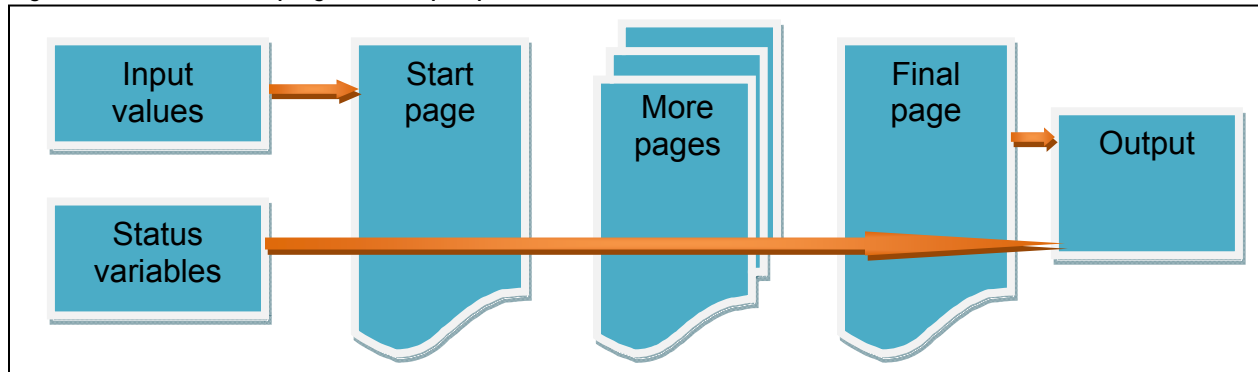 Input
values
Start
page
More
pages
Final
page
Output
Status
variables